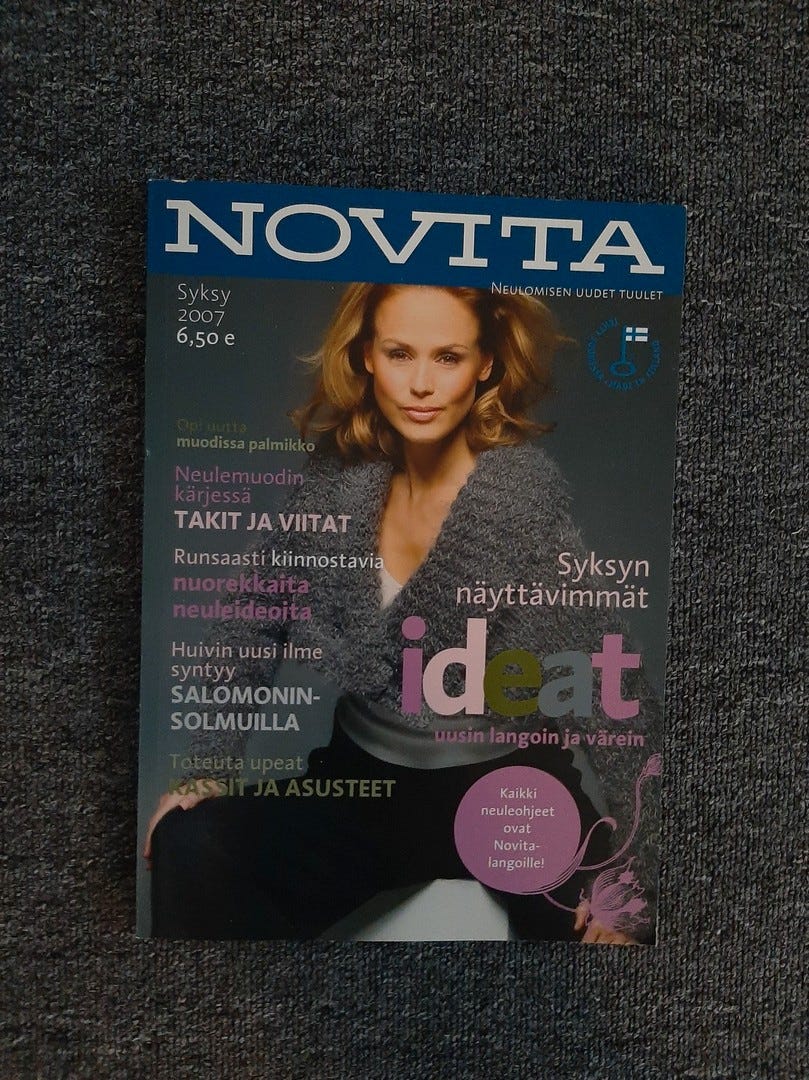 NOVITA
NEULOMISEN UUDET TUULET
Syksy
2007
6,50 e
Opi uutta
muodissa palmikko
Neulemuodin
kärjessä
TAKIT JA VIITAT
Runsaasti kiinnostavia
nuorekkaita
neuleideoita
Huivin uusi ilme
syntyy
SALOMONIN-
SOLMUILLA
Toteuta upeat
KASSIT JA ASUSTEET
Syksyn
näyttävimmät
ideat
uusin langoin ja värein
Kaikki
neuleohjeet
ovat
Novita-
langoille!